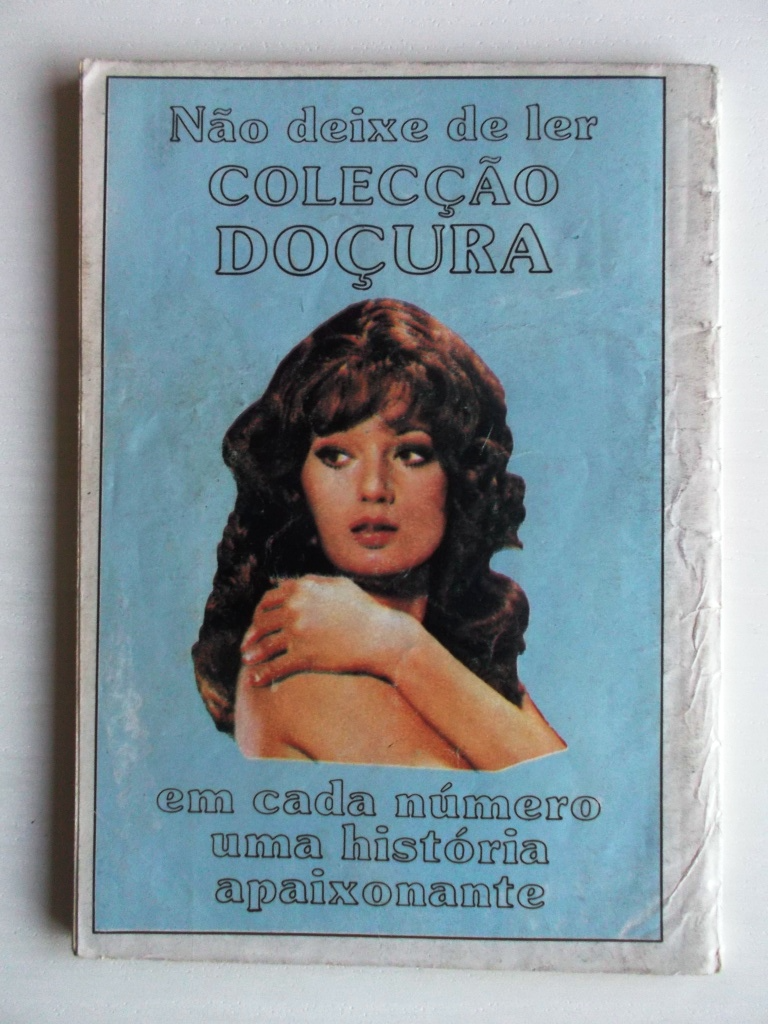 Não deixe de ler
COLECÇÃO
DOÇURA
em cada número
uma história
apaixonante